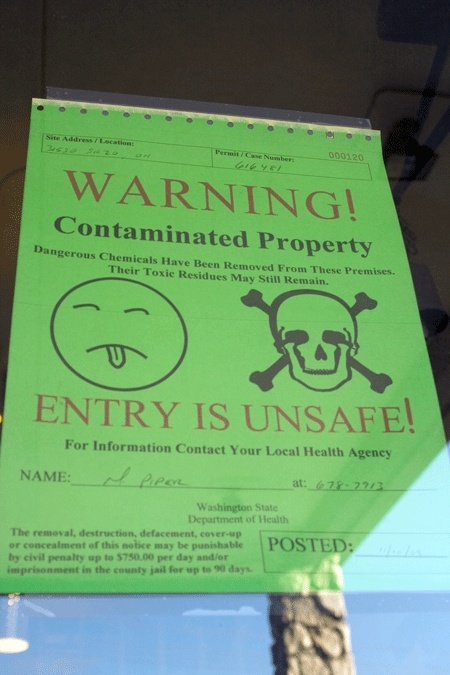 Site Address / Location:
Permit / Case Number:
000120
616481
WARNING!
Contaminated Property
Dangerous Chemicals Have Been Removed From These Premises.
Their Toxic Residues May Still Remain.
ENTRY IS UNSAFE!
For Information Contact Your Local Health Agency
NAME: PIPER at: 678-7913
Washington State
Department of Health
The removal, destruction, defacement, cover-up
or concealment of this notice may be punishable
by civil penalty up to $750.00 per day and/or
imprisonment in the county jail for up to 90 days.
POSTED: